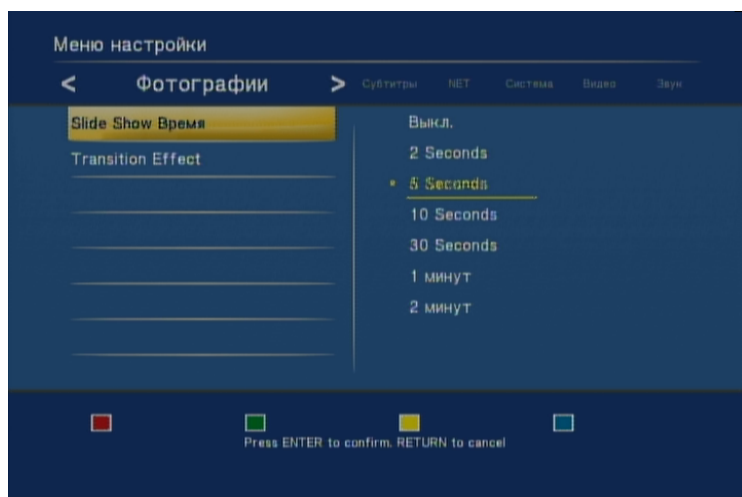 Меню настройки
< Фотографии > Субтитры NET Система Видео Звук
Slide Show Время
Transition Effect
Выкл.
2 Seconds
5 Seconds
10 Seconds
30 Seconds
1 минут
2 минут
Press ENTER to confirm. RETURN to cancel